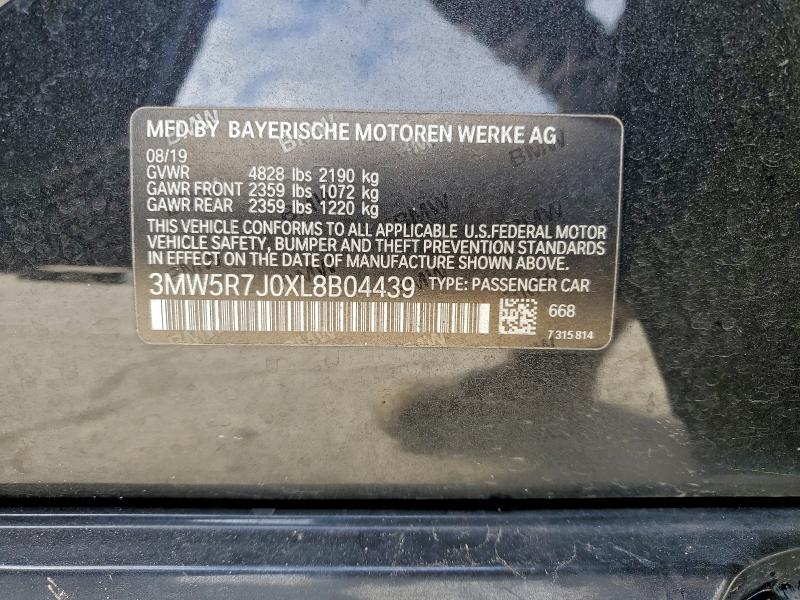 MFD BY BAYERISCHE MOTOREN WERKE AG
08/19
GVWR 4828 lbs 2190 kg
GAWR FRONT 2359 lbs 1072 kg
GAWR REAR 2359 lbs 1220 kg
THIS VEHICLE CONFORMS TO ALL APPLICABLE U.S.FEDERAL MOTOR
VEHICLE SAFETY, BUMPER AND THEFT PREVENTION STANDARDS
IN EFFECT ON THE DATE OF MANUFACTURE SHOWN ABOVE.
3MW5R7J0XL8B04439 TYPE: PASSENGER CAR
668
7 315 814